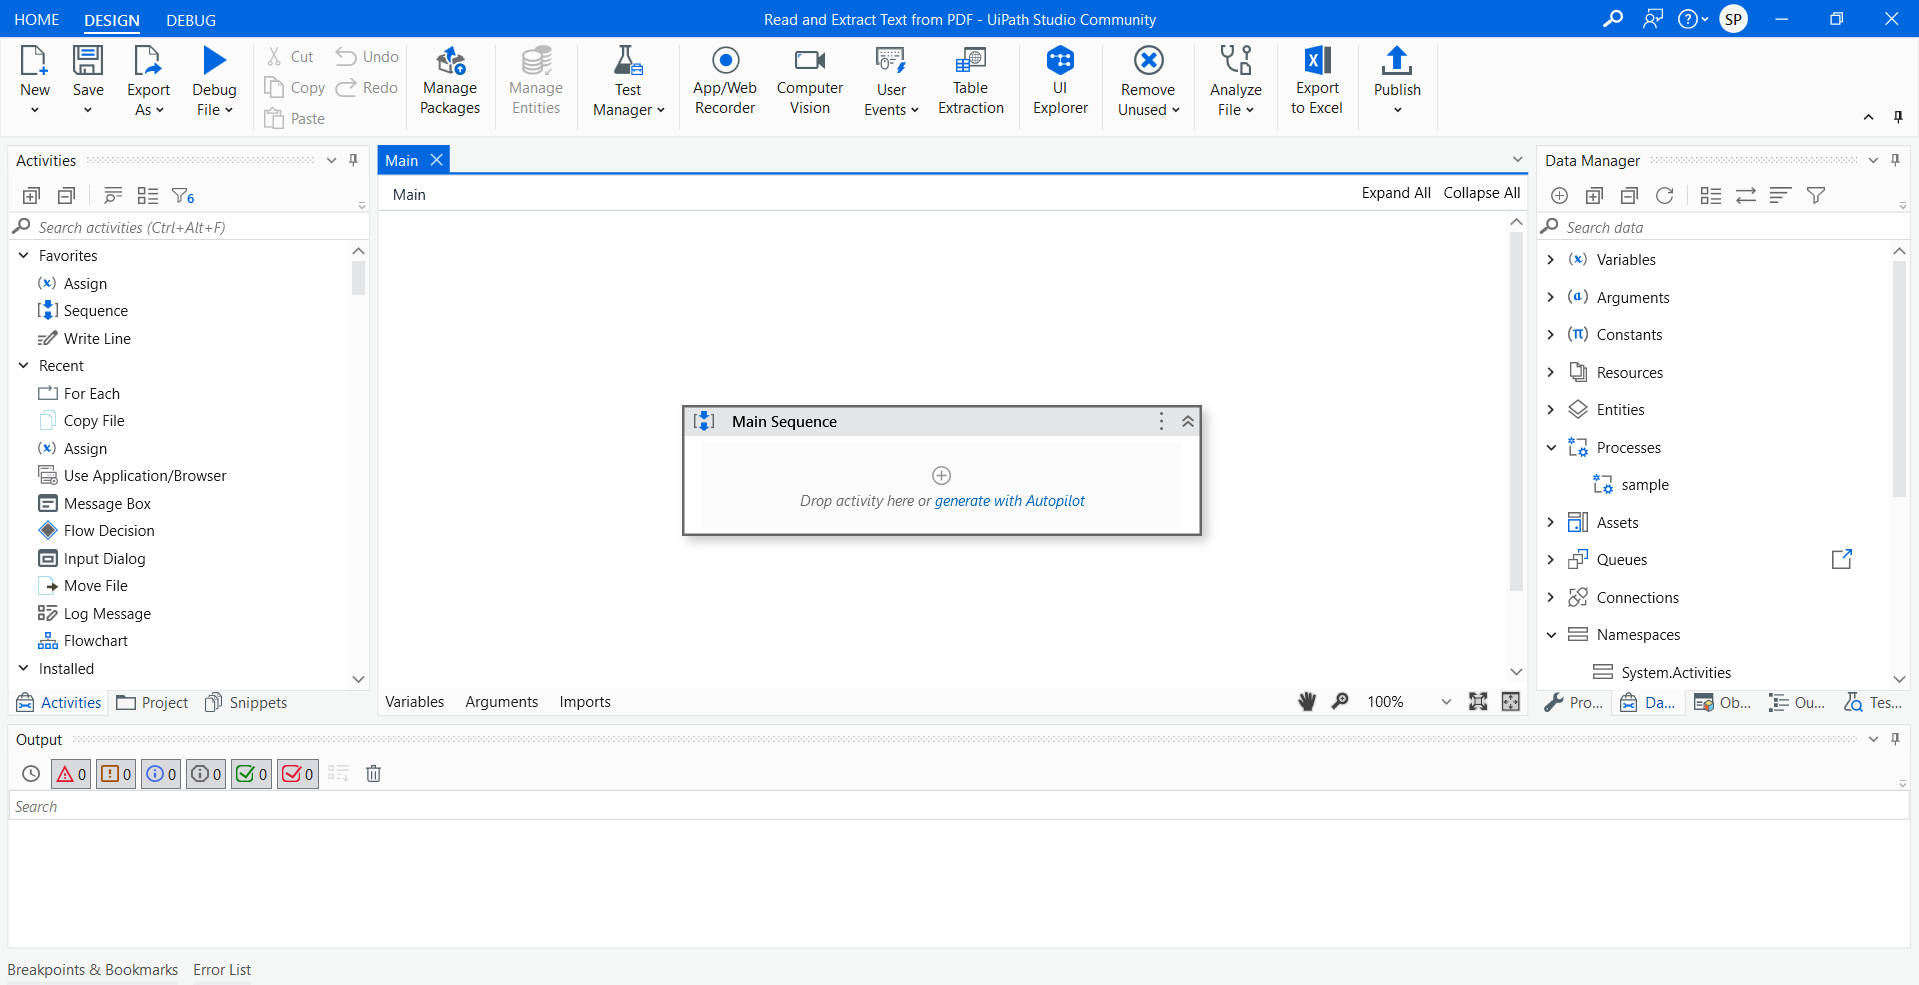 HOME DESIGN DEBUG Read and Extract Text from PDF - UiPath Studio Community SP
New Save Export As Debug File
Cut Undo
Copy Redo
Paste
Manage Packages
Manage Entities
Test Manager
App/Web Recorder
Computer Vision
User Events
Table Extraction
UI Explorer
Remove Unused
Analyze File
Export to Excel
Publish
Activities
6
Search activities (Ctrl+Alt+F)
Favorites
Assign
Sequence
Write Line
Recent
For Each
Copy File
Assign
Use Application/Browser
Message Box
Flow Decision
Input Dialog
Move File
Log Message
Flowchart
Installed
Activities Project Snippets
Main
Main Expand All Collapse All
Main Sequence
Drop activity here or generate with Autopilot
Variables Arguments Imports 100%
Data Manager
Search data
Variables
Arguments
Constants
Resources
Entities
Processes
sample
Assets
Queues
Connections
Namespaces
System.Activities
Pro... Da... Ob... Ou... Tes...
Output
0 0 0 0 0 0
Search
Breakpoints & Bookmarks Error List